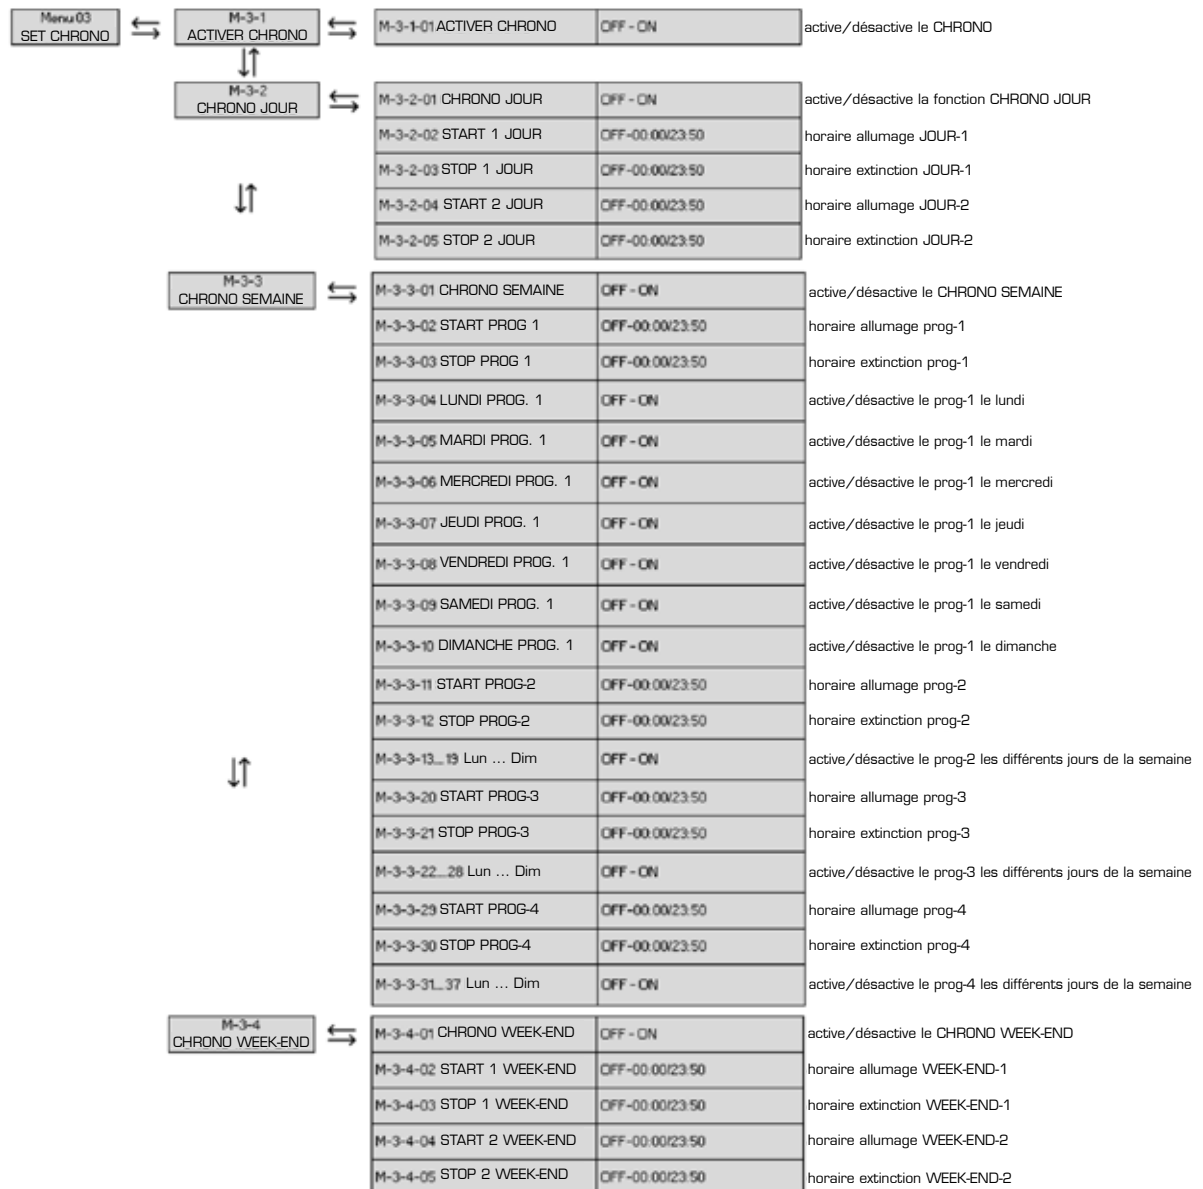 Menu 03
SET CHRONO
M-3-1
ACTIVER CHRONO
M-3-1-01 ACTIVER CHRONO OFF - ON active/désactive le CHRONO
M-3-2
CHRONO JOUR
M-3-2-01 CHRONO JOUR OFF - ON active/désactive la fonction CHRONO JOUR
M-3-2-02 START 1 JOUR OFF-00:00/23:50 horaire allumage JOUR-1
M-3-2-03 STOP 1 JOUR OFF-00:00/23:50 horaire extinction JOUR-1
M-3-2-04 START 2 JOUR OFF-00:00/23:50 horaire allumage JOUR-2
M-3-2-05 STOP 2 JOUR OFF-00:00/23:50 horaire extinction JOUR-2
M-3-3
CHRONO SEMAINE
M-3-3-01 CHRONO SEMAINE OFF - ON active/désactive le CHRONO SEMAINE
M-3-3-02 START PROG 1 OFF-00:00/23:50 horaire allumage prog-1
M-3-3-03 STOP PROG 1 OFF-00:00/23:50 horaire extinction prog-1
M-3-3-04 LUNDI PROG. 1 OFF - ON active/désactive le prog-1 le lundi
M-3-3-05 MARDI PROG. 1 OFF - ON active/désactive le prog-1 le mardi
M-3-3-06 MERCREDI PROG. 1 OFF - ON active/désactive le prog-1 le mercredi
M-3-3-07 JEUDI PROG. 1 OFF - ON active/désactive le prog-1 le jeudi
M-3-3-08 VENDREDI PROG. 1 OFF - ON active/désactive le prog-1 le vendredi
M-3-3-09 SAMEDI PROG. 1 OFF - ON active/désactive le prog-1 le samedi
M-3-3-10 DIMANCHE PROG. 1 OFF - ON active/désactive le prog-1 le dimanche
M-3-3-11 START PROG-2 OFF-00:00/23:50 horaire allumage prog-2
M-3-3-12 STOP PROG-2 OFF-00:00/23:50 horaire extinction prog-2
M-3-3-13...19 Lun ... Dim OFF - ON active/désactive le prog-2 les différents jours de la semaine
M-3-3-20 START PROG-3 OFF-00:00/23:50 horaire allumage prog-3
M-3-3-21 STOP PROG-3 OFF-00:00/23:50 horaire extinction prog-3
M-3-3-22...28 Lun ... Dim OFF - ON active/désactive le prog-3 les différents jours de la semaine
M-3-3-29 START PROG-4 OFF-00:00/23:50 horaire allumage prog-4
M-3-3-30 STOP PROG-4 OFF-00:00/23:50 horaire extinction prog-4
M-3-3-31...37 Lun ... Dim OFF - ON active/désactive le prog-4 les différents jours de la semaine
M-3-4
CHRONO WEEK-END
M-3-4-01 CHRONO WEEK-END OFF - ON active/désactive le CHRONO WEEK-END
M-3-4-02 START 1 WEEK-END OFF-00:00/23:50 horaire allumage WEEK-END-1
M-3-4-03 STOP 1 WEEK-END OFF-00:00/23:50 horaire extinction WEEK-END-1
M-3-4-04 START 2 WEEK-END OFF-00:00/23:50 horaire allumage WEEK-END-2
M-3-4-05 STOP 2 WEEK-END OFF-00:00/23:50 horaire extinction WEEK-END-2